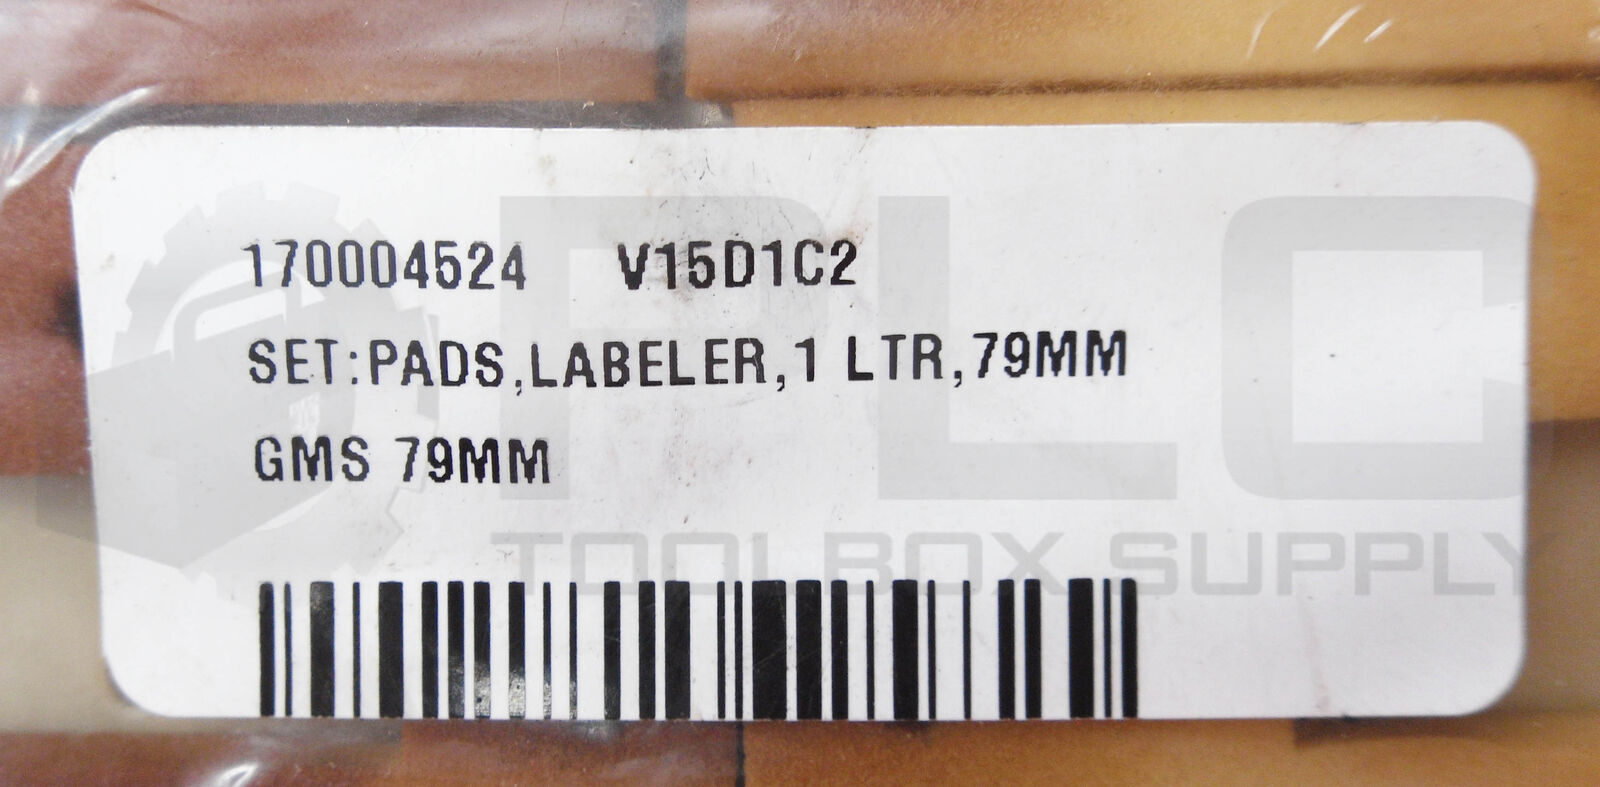 170004524 V15D1C2
SET:PADS,LABELER,1 LTR,79MM
GMS 79MM
PLC
TOOLBOX SUPPLY